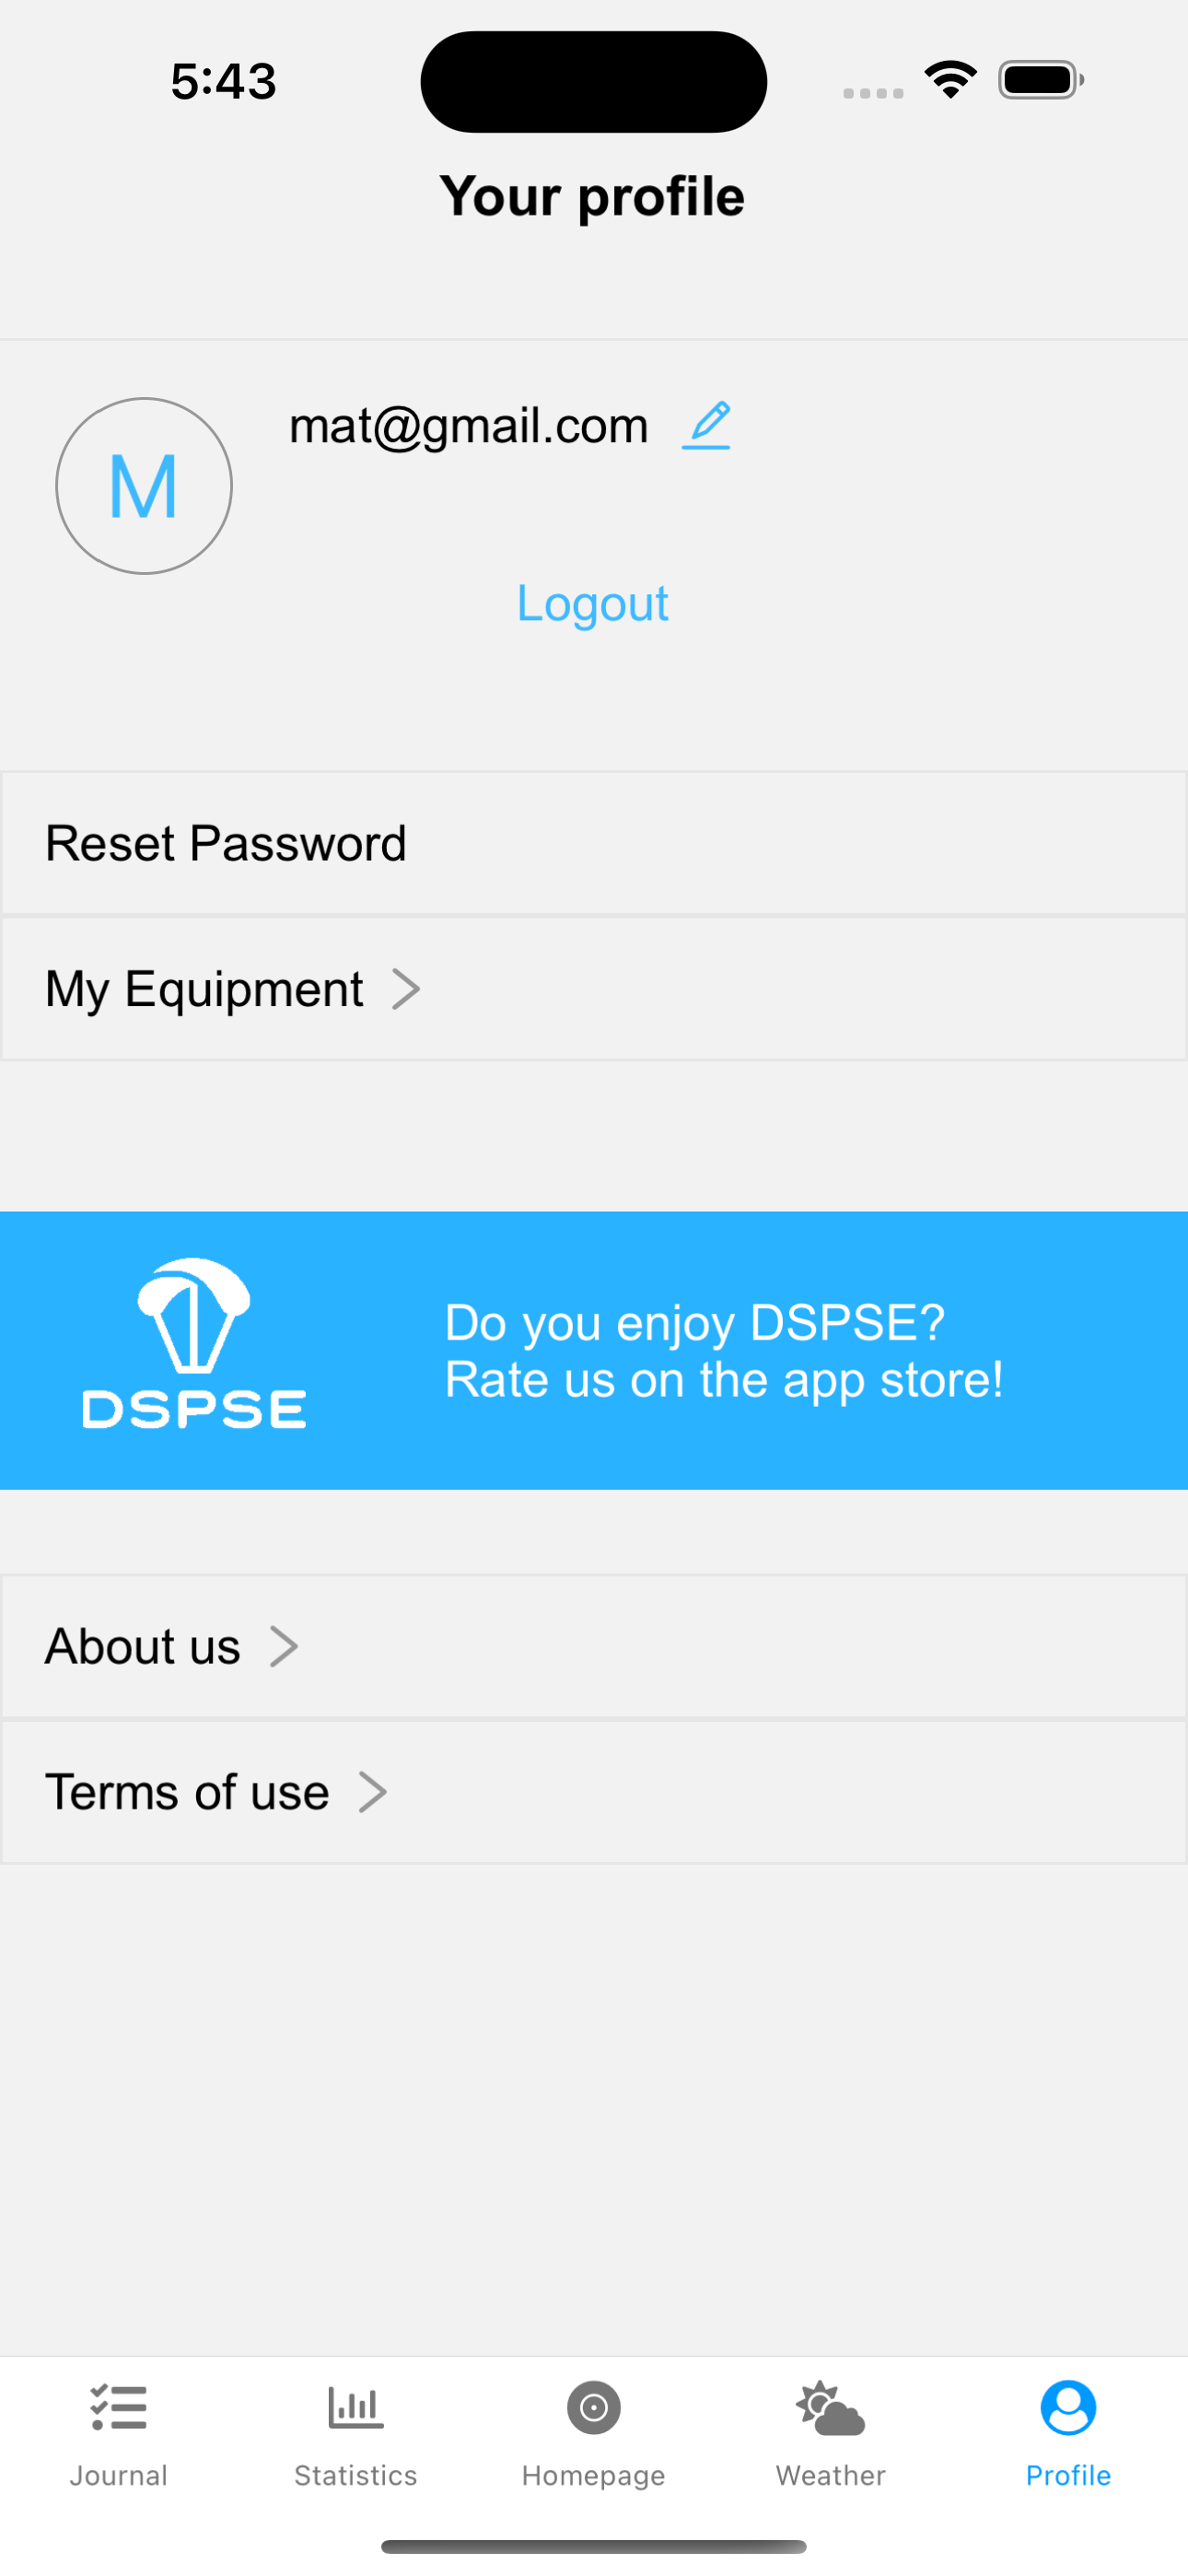 5:43
Your profile
M
mat@gmail.com
Logout
Reset Password
My Equipment
DSPSE
Do you enjoy DSPSE?
Rate us on the app store!
About us
Terms of use
Journal
Statistics
Homepage
Weather
Profile